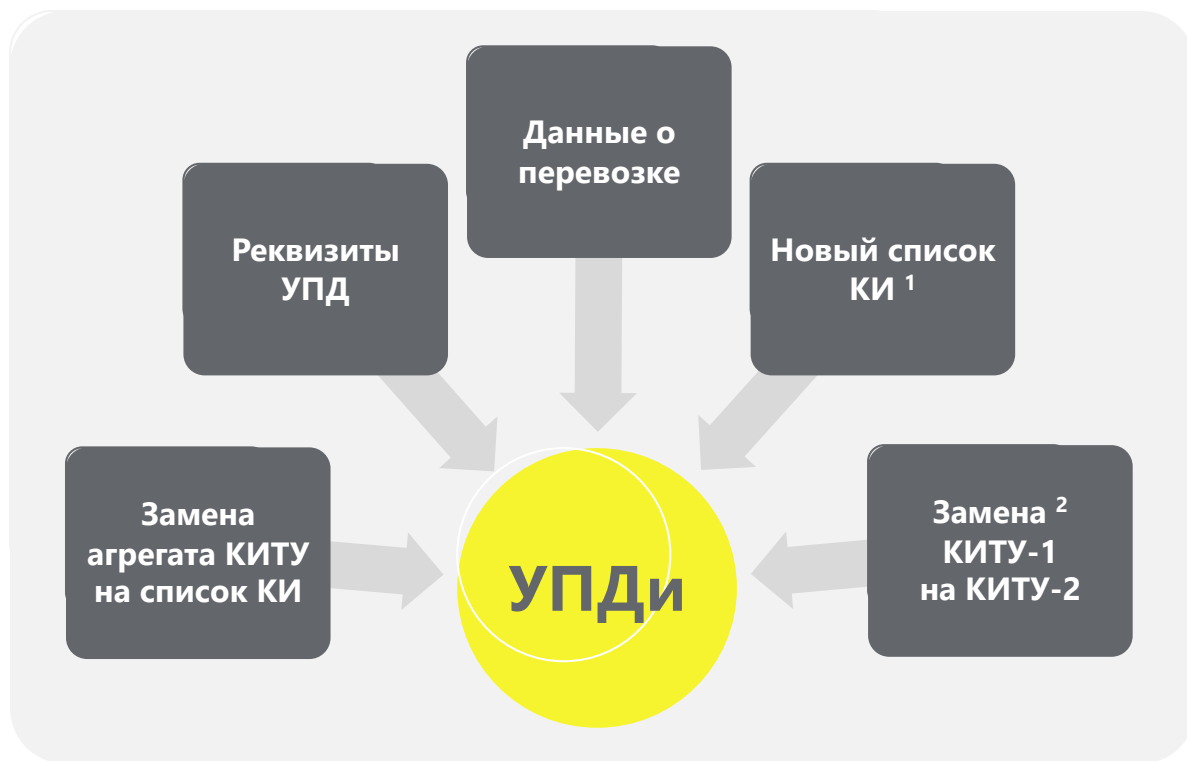 Данные о
перевозке
Реквизиты
УПД
Новый список
КИ ¹
Замена
агрегата КИТУ
на список КИ
Замена ²
КИТУ-1
на КИТУ-2
УПДи